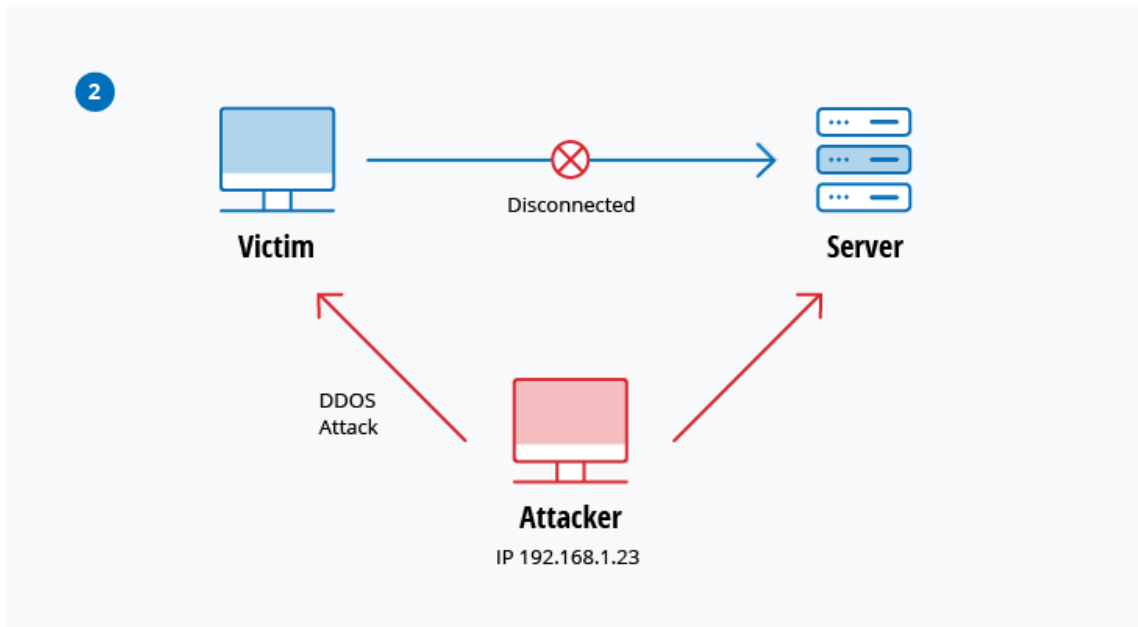 2
Disconnected
Victim
Server
DDOS
Attack
Attacker
IP 192.168.1.23